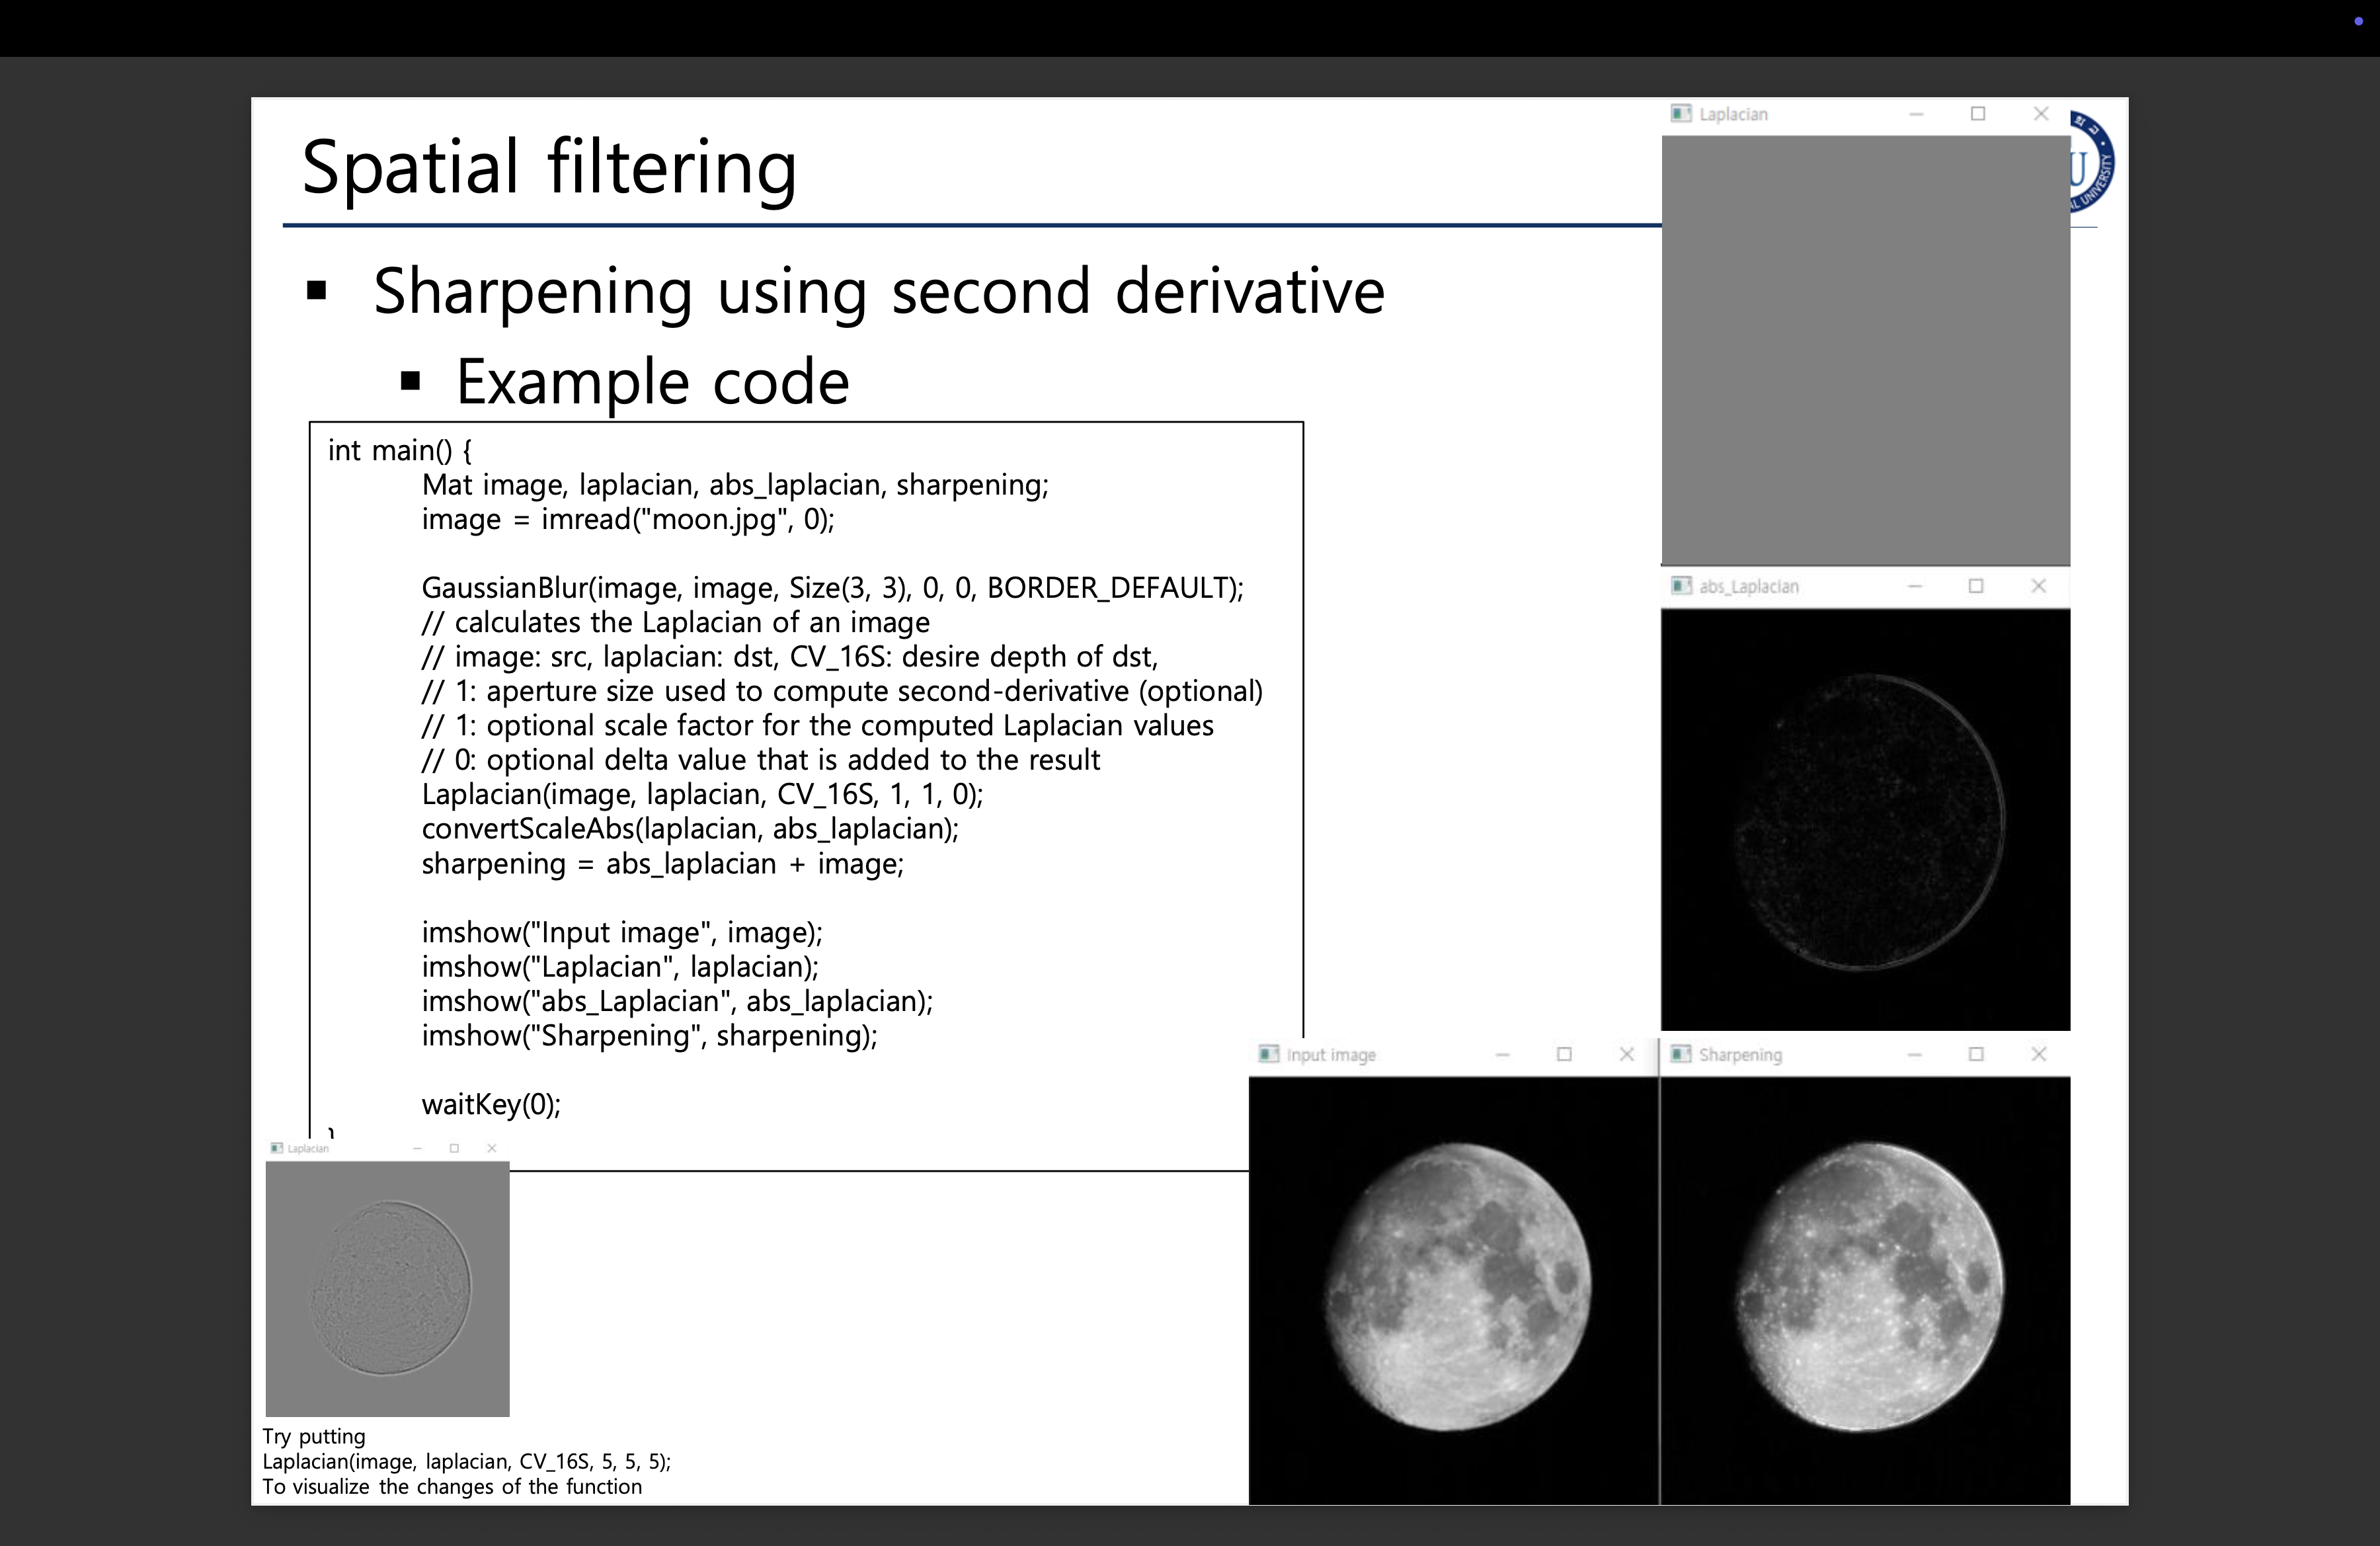 Spatial filtering
▪ Sharpening using second derivative
▪ Example code
int main() {
Mat image, laplacian, abs_laplacian, sharpening;
image = imread("moon.jpg", 0);
GaussianBlur(image, image, Size(3, 3), 0, 0, BORDER_DEFAULT);
// calculates the Laplacian of an image
// image: src, laplacian: dst, CV_16S: desire depth of dst,
// 1: aperture size used to compute second-derivative (optional)
// 1: optional scale factor for the computed Laplacian values
// 0: optional delta value that is added to the result
Laplacian(image, laplacian, CV_16S, 1, 1, 0);
convertScaleAbs(laplacian, abs_laplacian);
sharpening = abs_laplacian + image;
imshow("Input image", image);
imshow("Laplacian", laplacian);
imshow("abs_Laplacian", abs_laplacian);
imshow("Sharpening", sharpening);
waitKey(0);
}
Laplacian
Try putting
Laplacian(image, laplacian, CV_16S, 5, 5, 5);
To visualize the changes of the function
Laplacian
abs_Laplacian
Input image
Sharpening
학교
U
UNIVERSITY